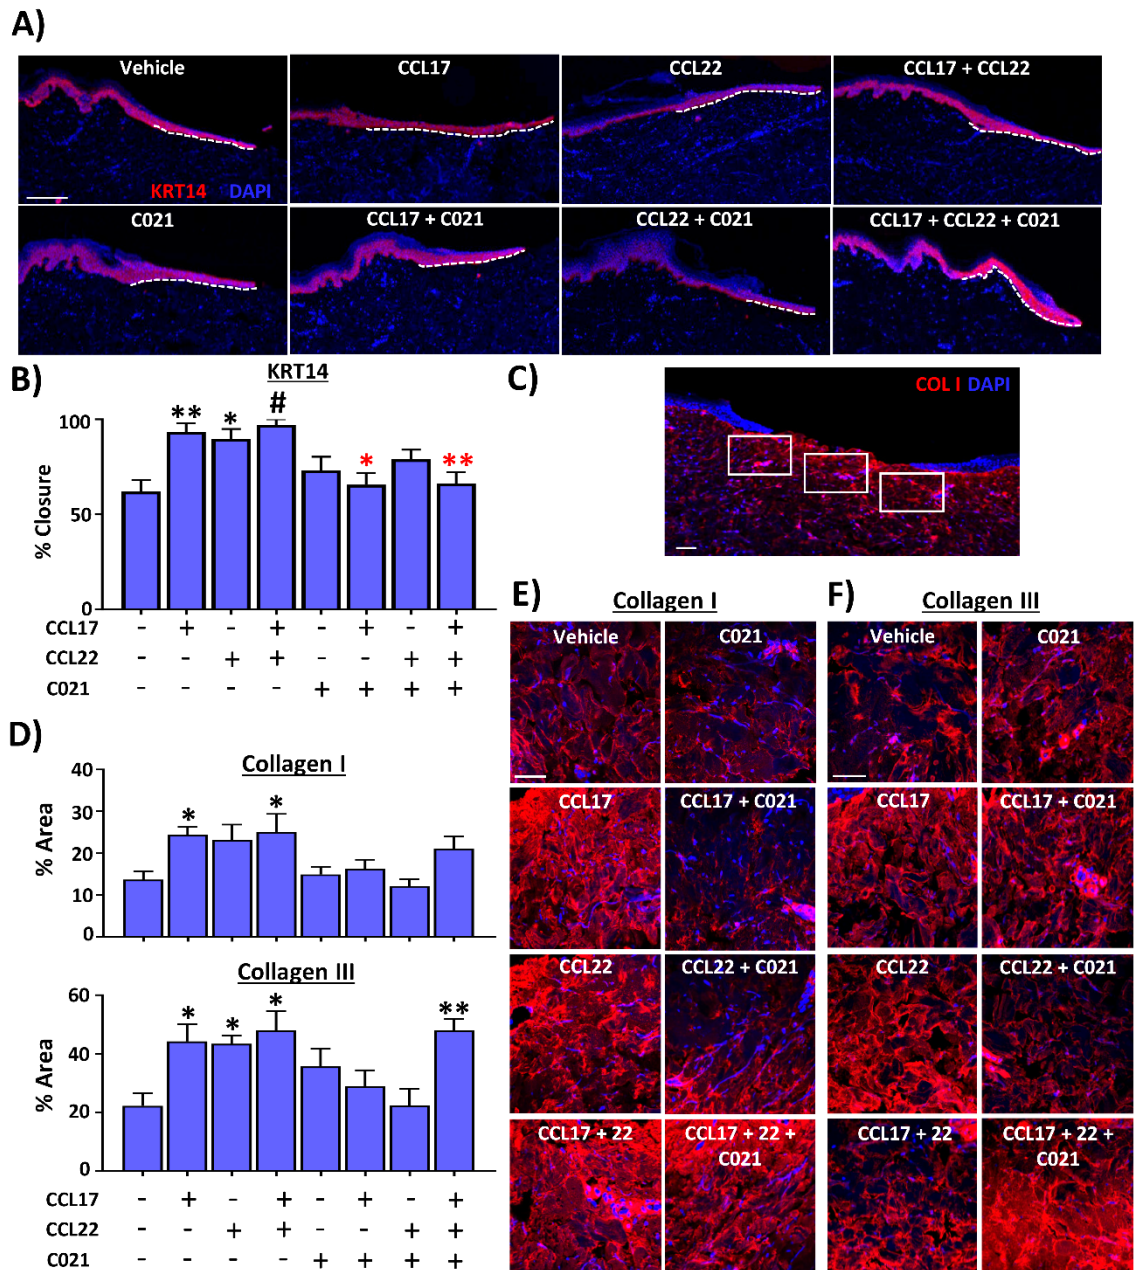 A)
Vehicle CCL17 CCL22 CCL17 + CCL22
KRT14 DAPI
C021 CCL17 + C021 CCL22 + C021 CCL17 + CCL22 + C021
B)
KRT14
% Closure
100
50
0
** * # * **
CCL17 - + - + - + - +
CCL22 - - + + - - + +
C021 - - - - + + + +
C)
COL I DAPI
D)
Collagen I
% Area
40
30
20
10
0
* *
Collagen III
% Area
60
40
20
0
* * * **
CCL17 - + - + - + - +
CCL22 - - + + - - + +
C021 - - - - + + + +
E)
Collagen I
Vehicle C021
CCL17 CCL17 + C021
CCL22 CCL22 + C021
CCL17 + 22 CCL17 + 22 +
C021
F)
Collagen III
Vehicle C021
CCL17 CCL17 + C021
CCL22 CCL22 + C021
CCL17 + 22 CCL17 + 22 +
C021